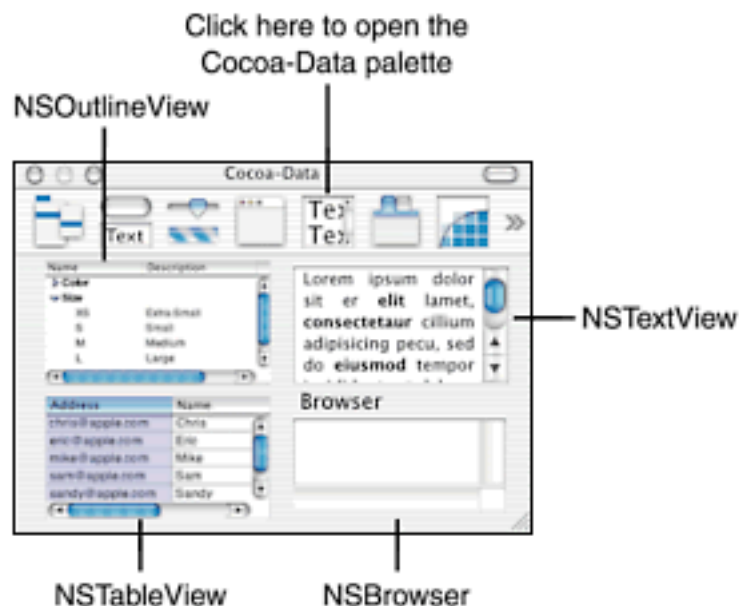 Click here to open the
Cocoa-Data palette
NSOutlineView
Cocoa-Data
Text
Tex
Tex
Name Description
Color
Size
XS Extra Small
S Small
M Medium
L Large
Lorem ipsum dolor
sit er elit lamet,
consectetaur cillium
adipisicing pecu, sed
do eiusmod tempor
NSTextView
Address Name
chris@apple.com Chris
eric@apple.com Eric
mike@apple.com Mike
sam@apple.com Sam
sandy@apple.com Sandy
Browser
NSTableView
NSBrowser